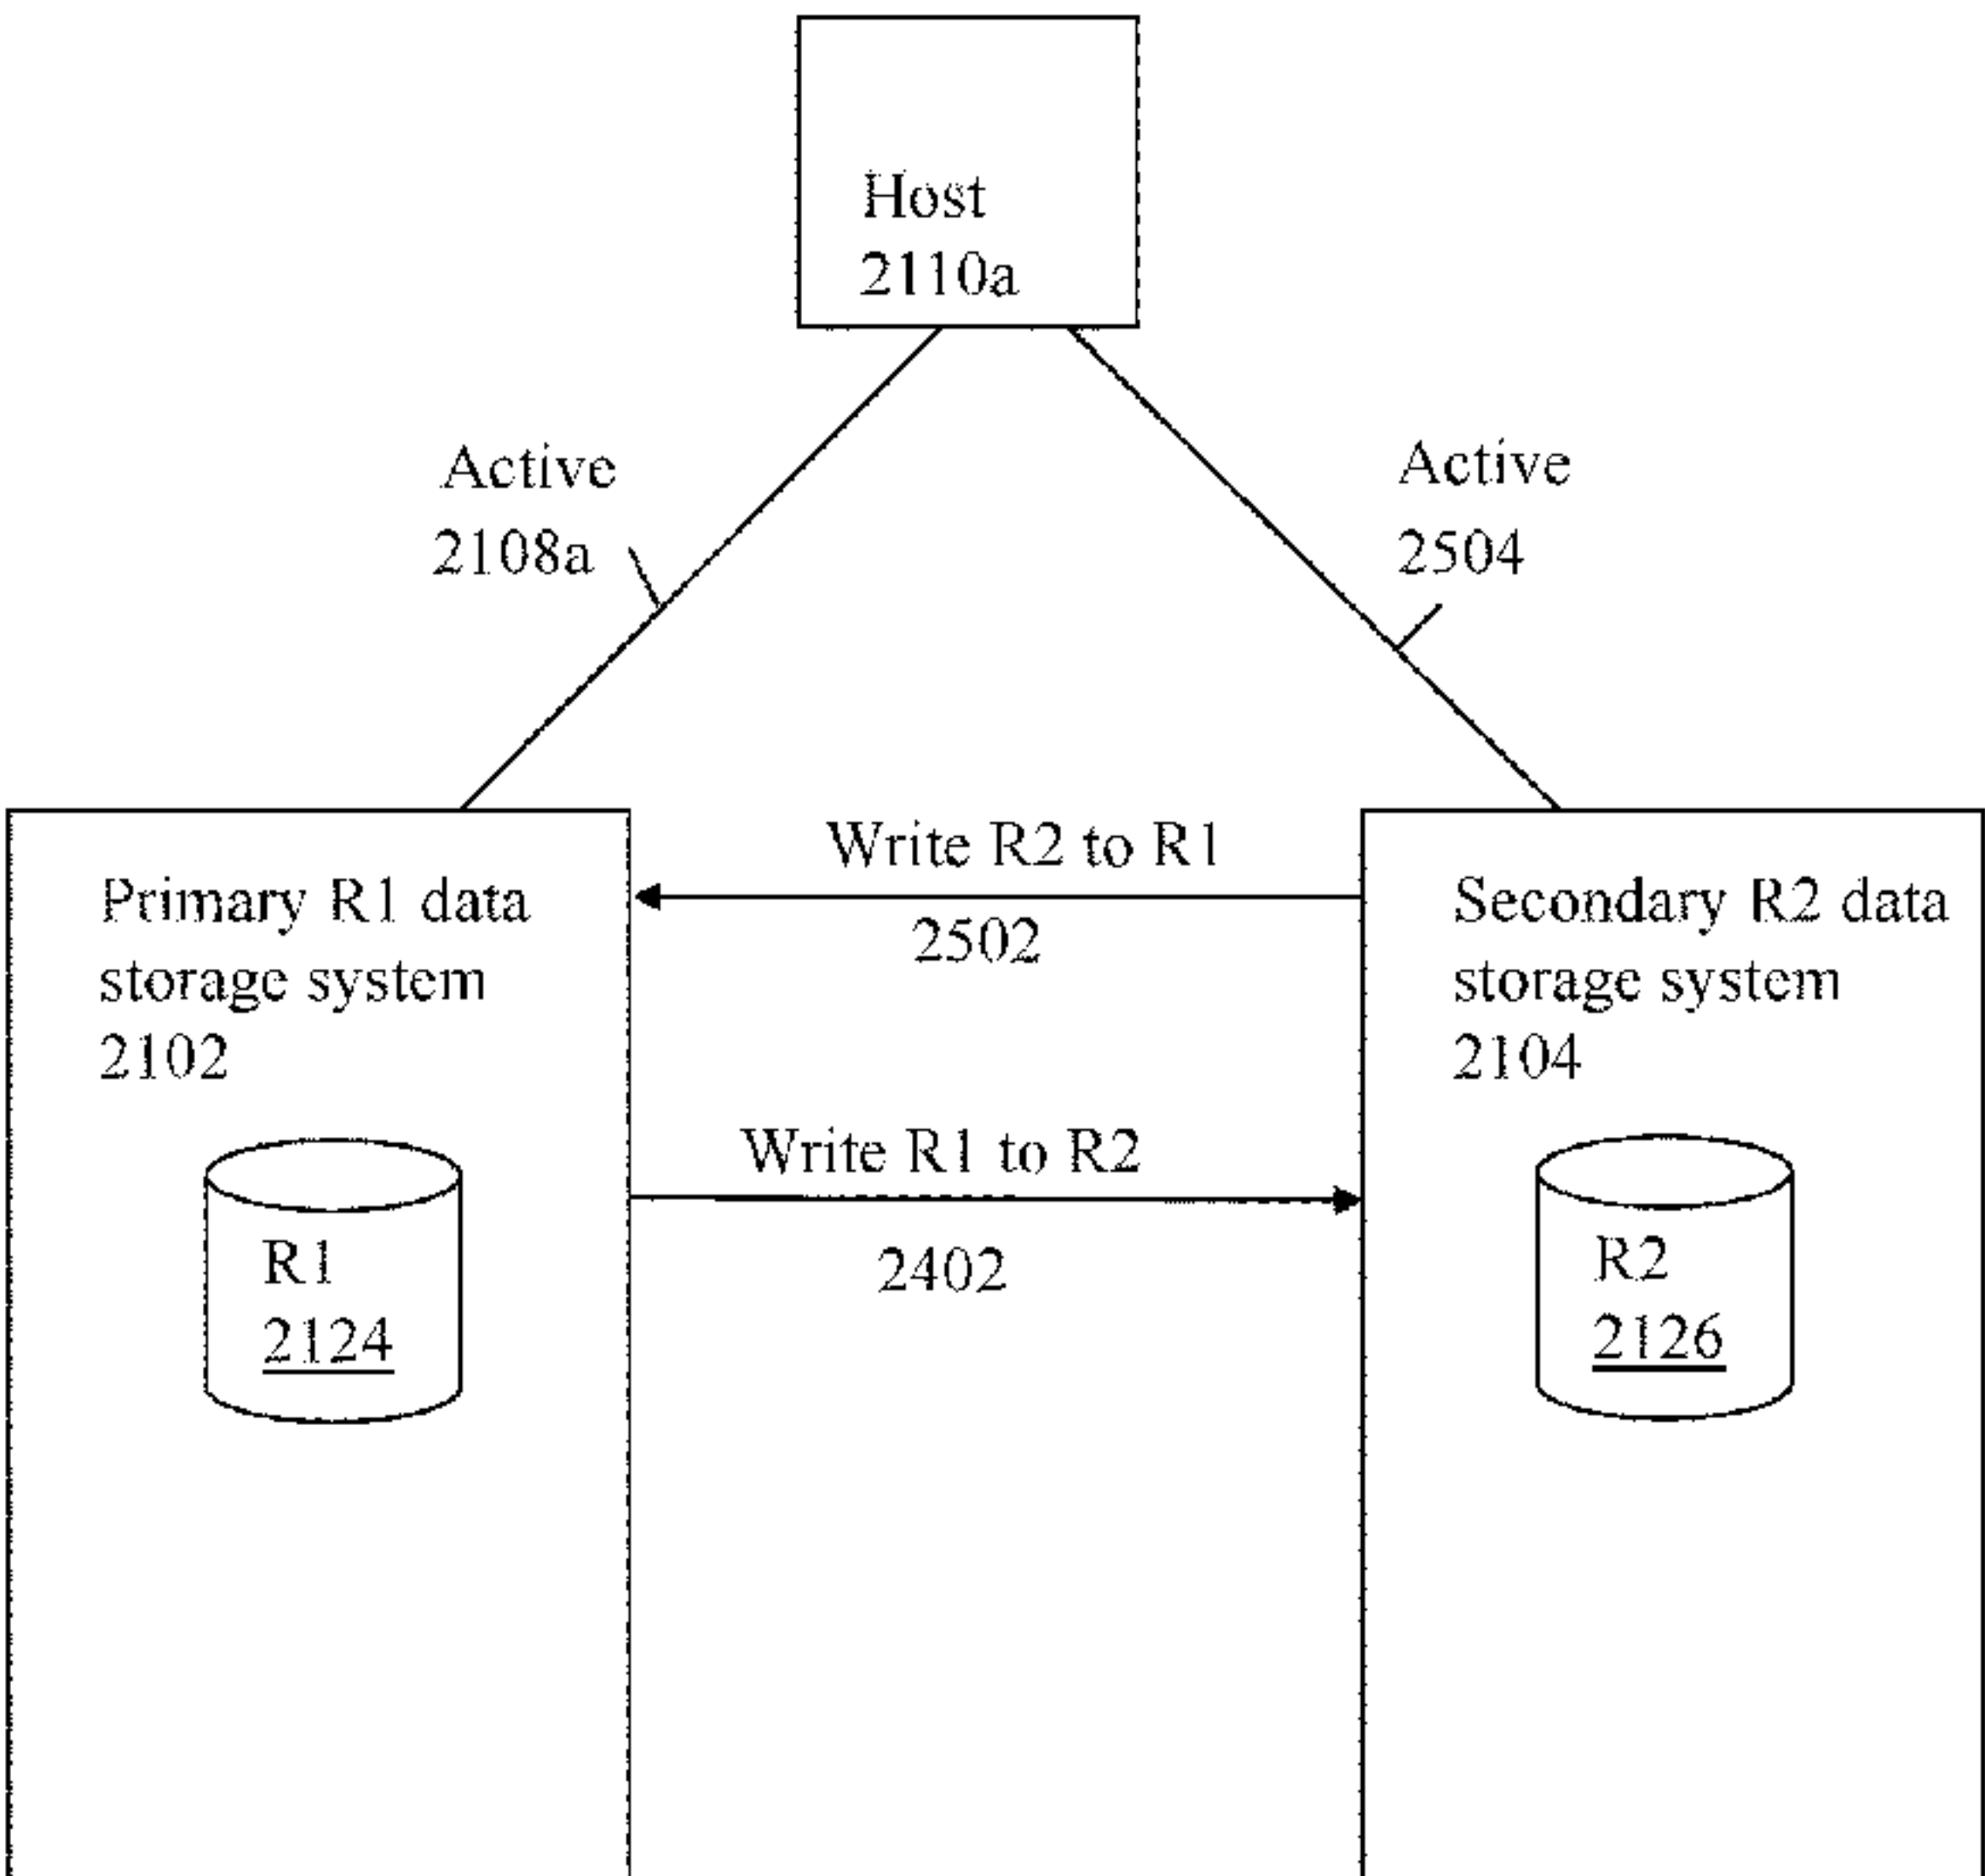 Host
2110a
Active
2108a
Active
2504
Write R2 to R1
2502
Primary R1 data
storage system
2102
Secondary R2 data
storage system
2104
Write R1 to R2
2402
R1
2124
R2
2126